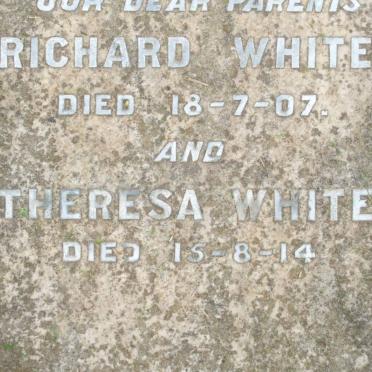 OUR DEAR PARENTS
RICHARD WHITE
DIED 18-7-07.
AND
THERESA WHITE
DIED 15-8-14